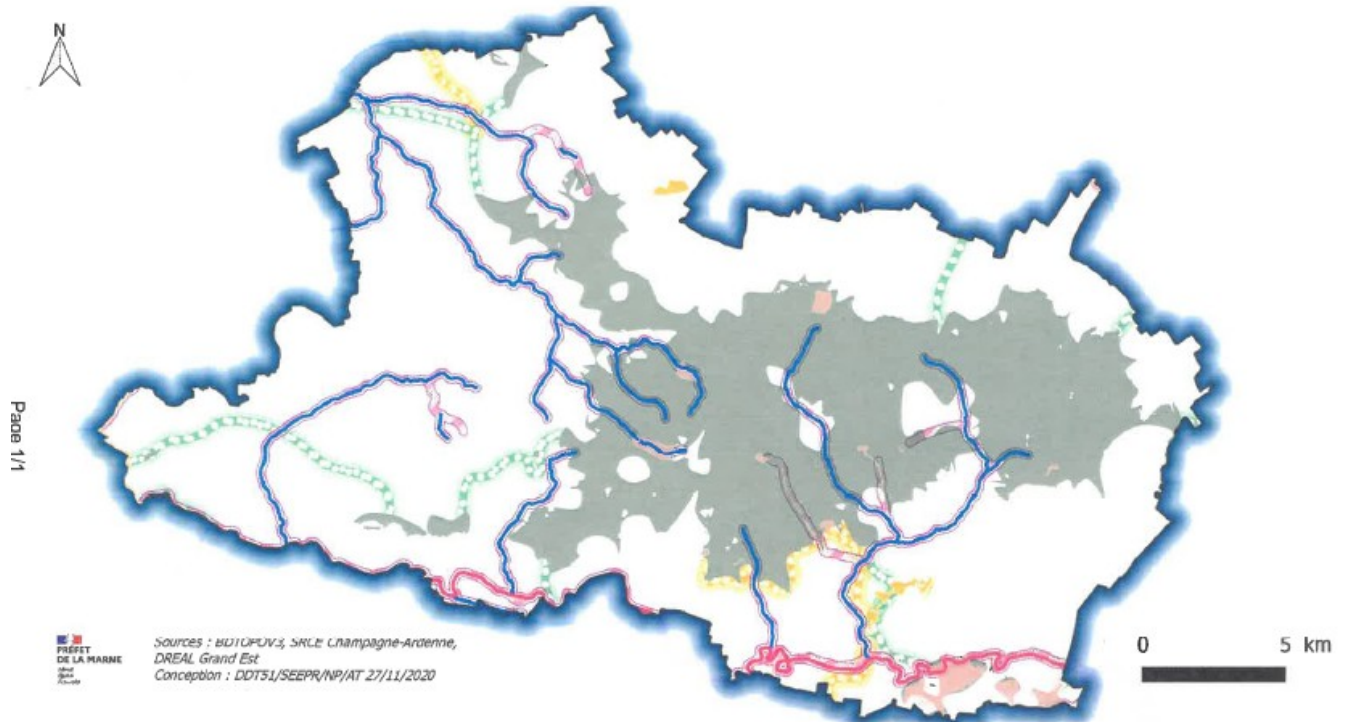 N
Page 1/1
PRÉFET
DE LA MARNE
Sources : BDTOPOV3, SRCE Champagne-Ardenne,
DREAL Grand Est
Conception : DDT51/SEEPR/NP/AT 27/11/2020
0 5 km